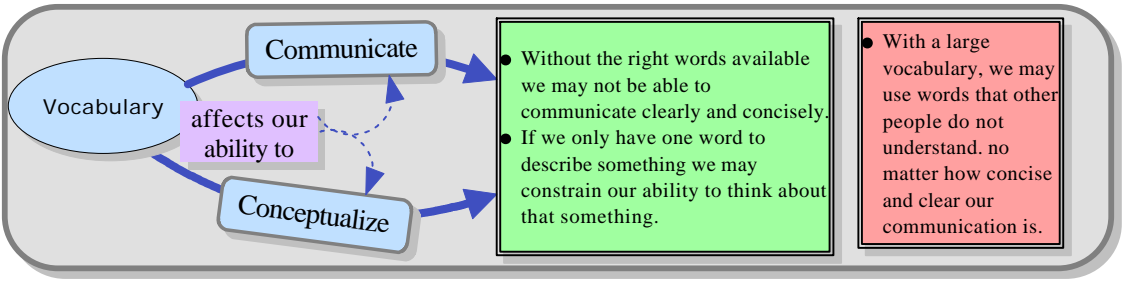 Vocabulary
affects our
ability to
Communicate
Conceptualize
● Without the right words available
we may not be able to
communicate clearly and concisely.
● If we only have one word to
describe something we may
constrain our ability to think about
that something.
● With a large
vocabulary, we may
use words that other
people do not
understand. no
matter how concise
and clear our
communication is.